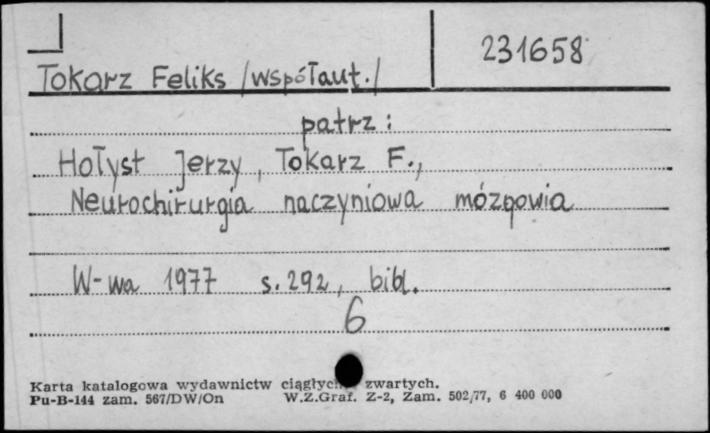 231658
Tokarz Feliks /współaut./
patrz:
Hołyst Jerzy, Tokarz F.,
Neurochirurgia naczyniowa mózgowia
W-wa 1977 s. 292, bibl.
6
Karta katalogowa wydawnictw ciągłych zwartych.
Pu-B-144 zam. 567/DW/On W.Z.Graf. Z-2, Zam. 502/77, 6 400 000